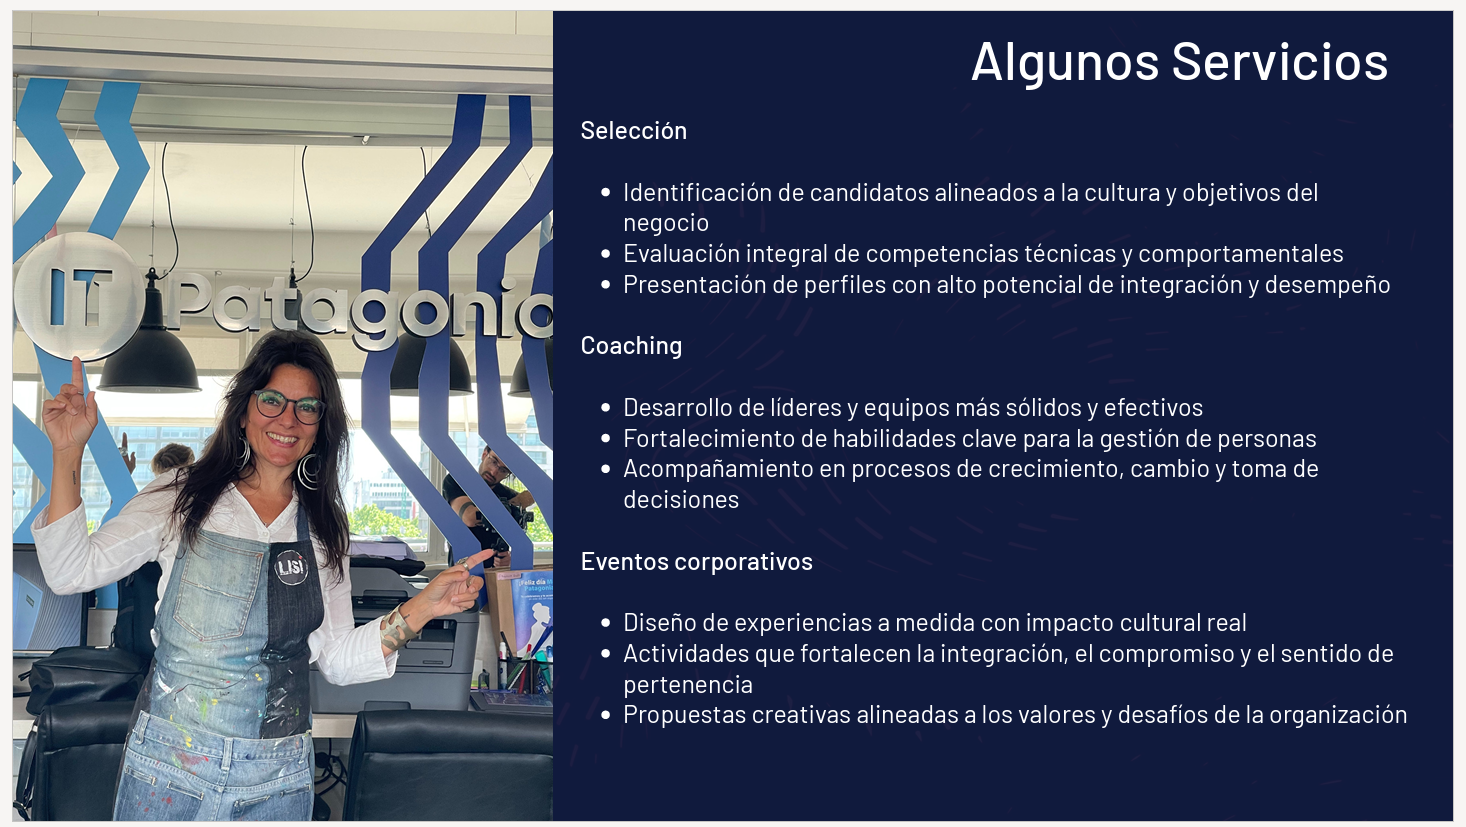 Algunos Servicios
Selección
Identificación de candidatos alineados a la cultura y objetivos del
negocio
Evaluación integral de competencias técnicas y comportamentales
Presentación de perfiles con alto potencial de integración y desempeño
Coaching
Desarrollo de líderes y equipos más sólidos y efectivos
Fortalecimiento de habilidades clave para la gestión de personas
Acompañamiento en procesos de crecimiento, cambio y toma de
decisiones
Eventos corporativos
Diseño de experiencias a medida con impacto cultural real
Actividades que fortalecen la integración, el compromiso y el sentido de
pertenencia
Propuestas creativas alineadas a los valores y desafíos de la organización
IT Patagonia
LISI
Feliz día
Patagonia